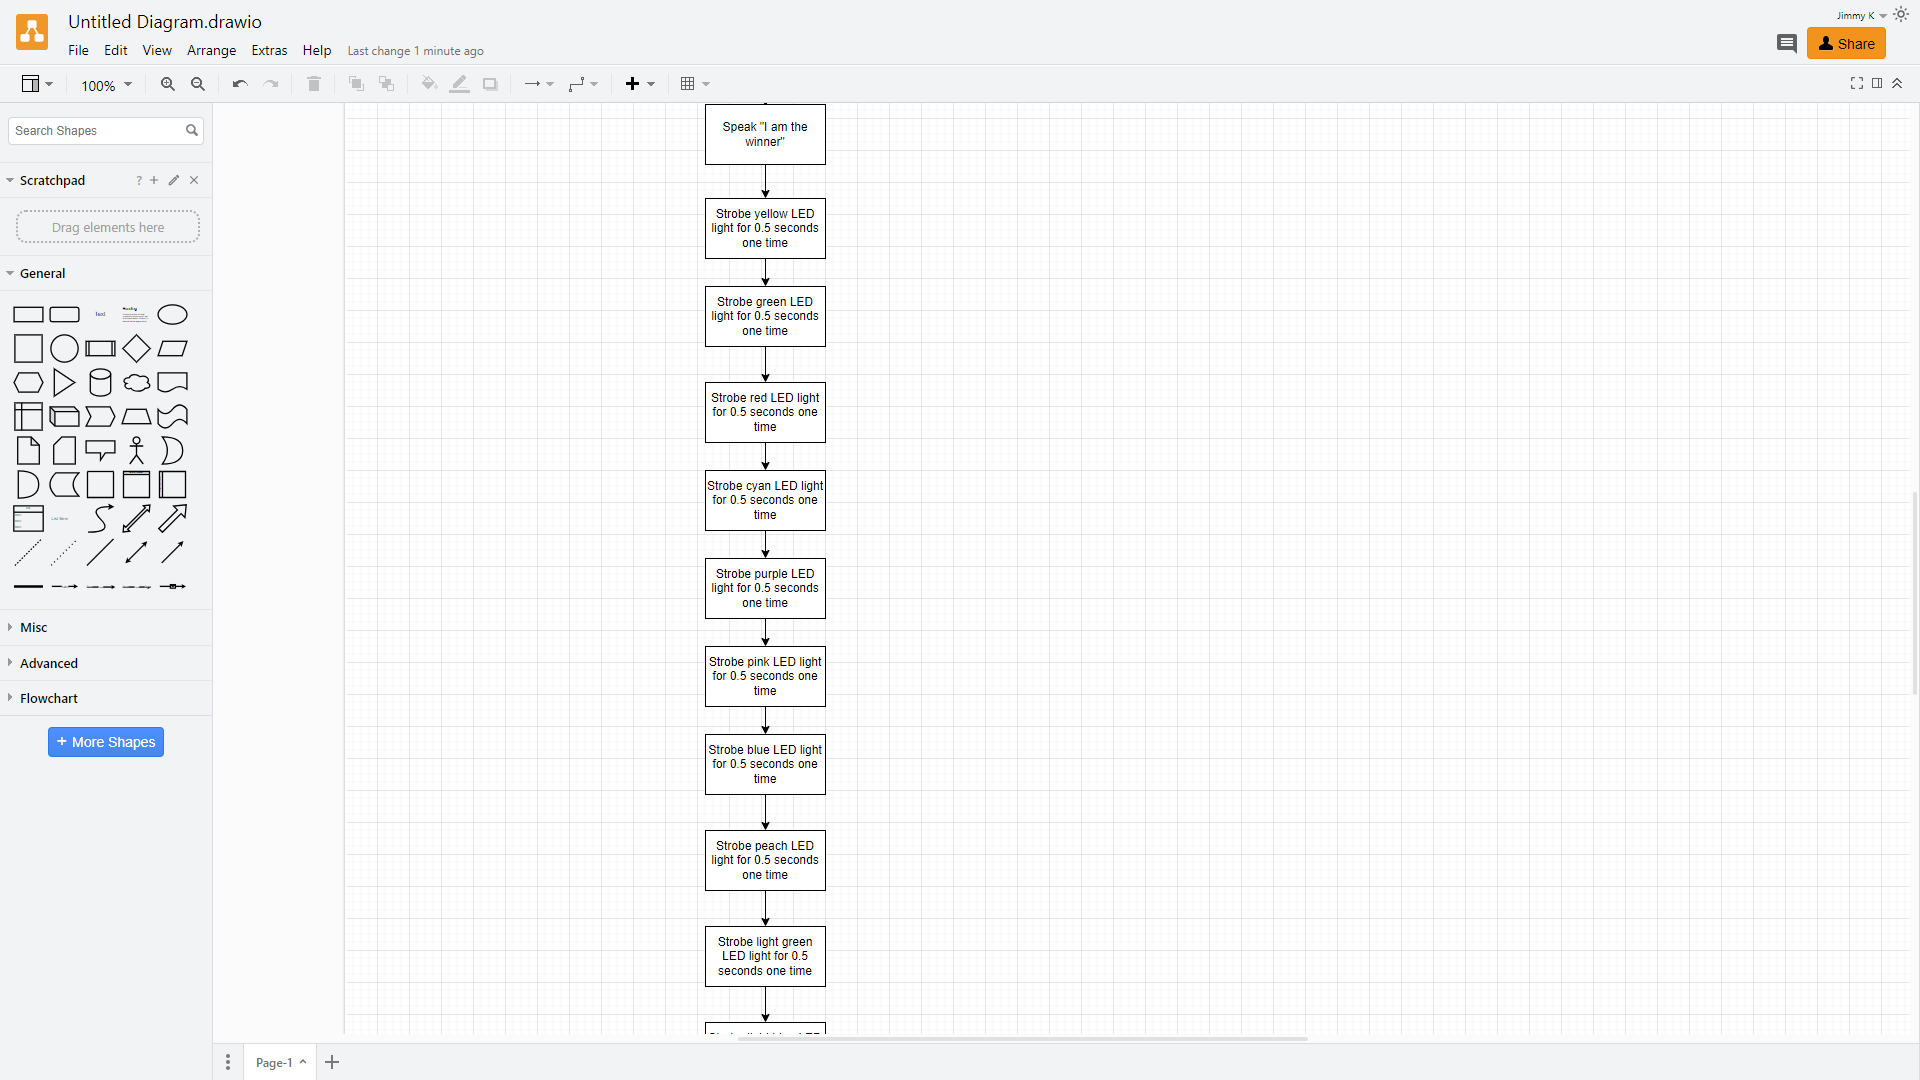 Untitled Diagram.drawio
Jimmy K
File Edit View Arrange Extras Help Last change 1 minute ago
Share
100%
Search Shapes
Scratchpad
?
Drag elements here
General
Text
Heading
List Item
Misc
Advanced
Flowchart
+ More Shapes
Speak "I am the
winner"
Strobe yellow LED
light for 0.5 seconds
one time
Strobe green LED
light for 0.5 seconds
one time
Strobe red LED light
for 0.5 seconds one
time
Strobe cyan LED light
for 0.5 seconds one
time
Strobe purple LED
light for 0.5 seconds
one time
Strobe pink LED light
for 0.5 seconds one
time
Strobe blue LED light
for 0.5 seconds one
time
Strobe peach LED
light for 0.5 seconds
one time
Strobe light green
LED light for 0.5
seconds one time
Page-1